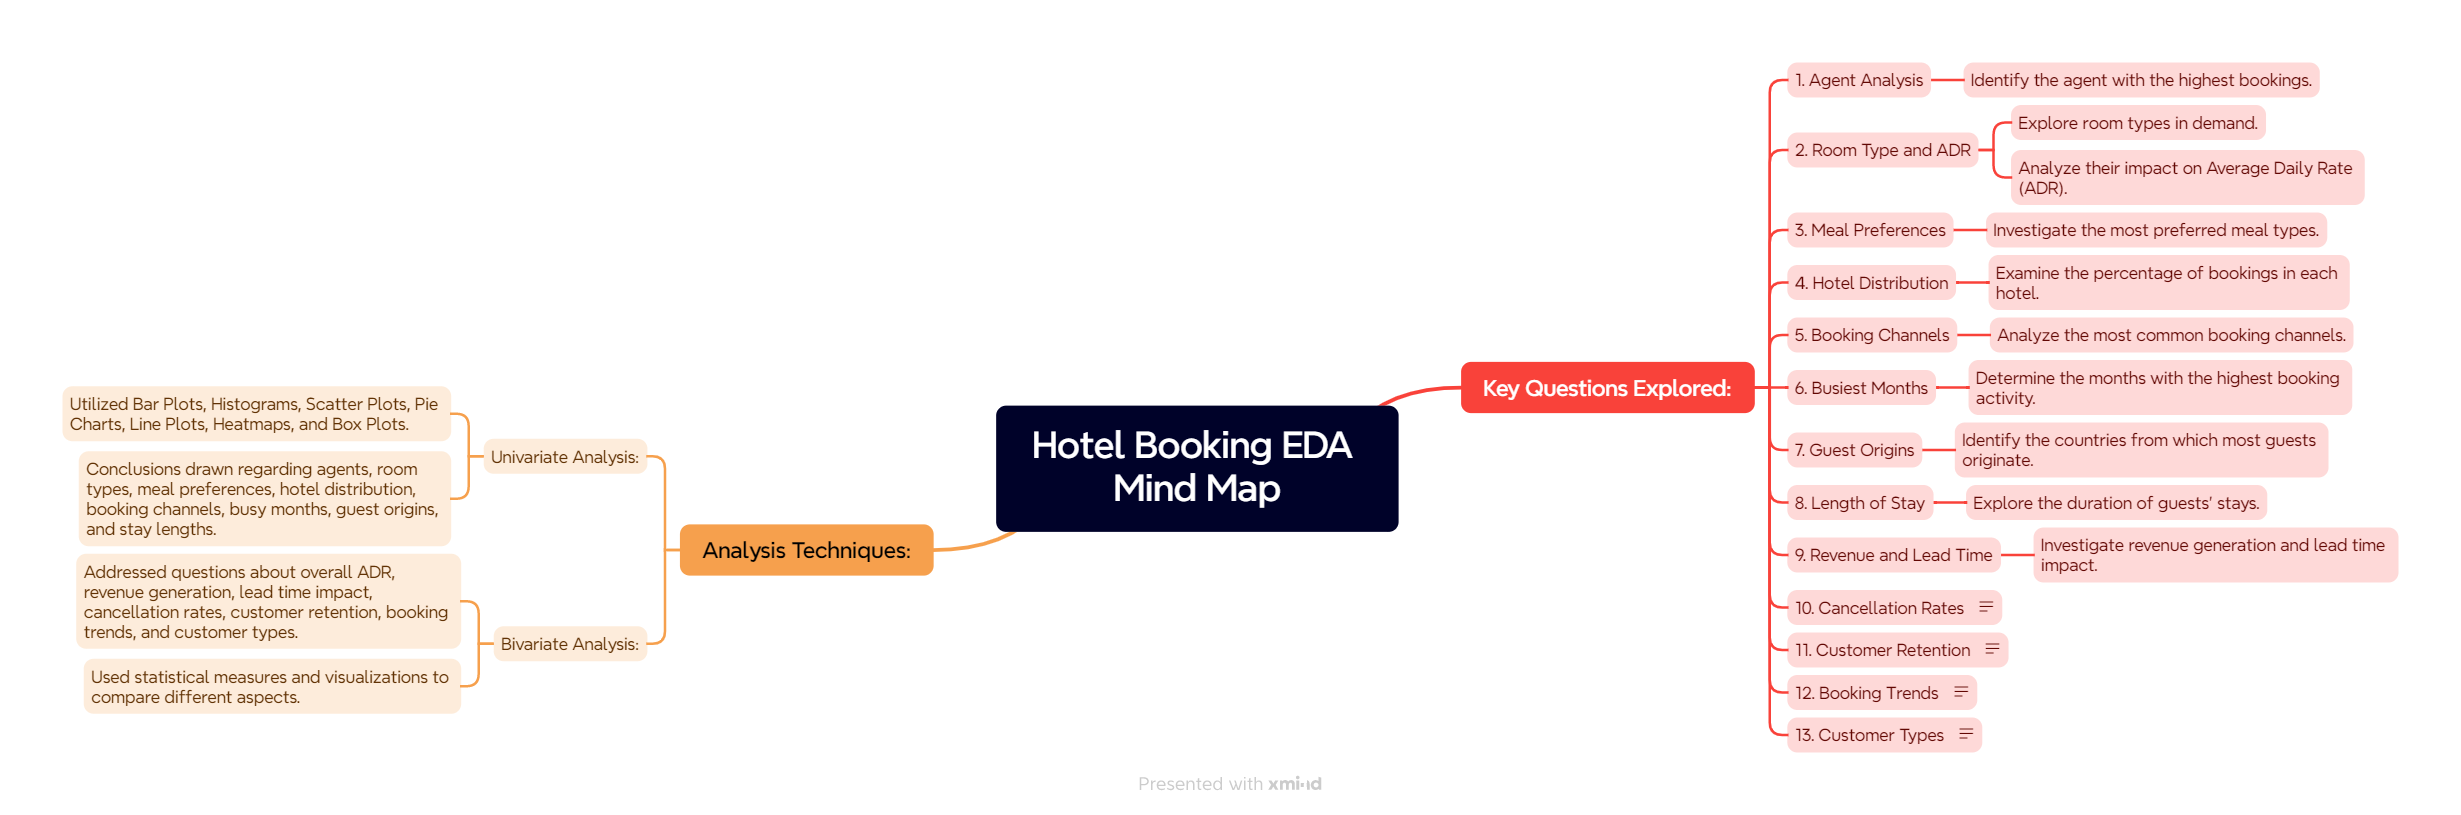 Hotel Booking EDA
Mind Map
Key Questions Explored:
1. Agent Analysis
Identify the agent with the highest bookings.
2. Room Type and ADR
Explore room types in demand.
Analyze their impact on Average Daily Rate
(ADR).
3. Meal Preferences
Investigate the most preferred meal types.
4. Hotel Distribution
Examine the percentage of bookings in each
hotel.
5. Booking Channels
Analyze the most common booking channels.
6. Busiest Months
Determine the months with the highest booking
activity.
7. Guest Origins
Identify the countries from which most guests
originate.
8. Length of Stay
Explore the duration of guests' stays.
9. Revenue and Lead Time
Investigate revenue generation and lead time
impact.
10. Cancellation Rates
11. Customer Retention
12. Booking Trends
13. Customer Types
Analysis Techniques:
Univariate Analysis:
Utilized Bar Plots, Histograms, Scatter Plots, Pie
Charts, Line Plots, Heatmaps, and Box Plots.
Conclusions drawn regarding agents, room
types, meal preferences, hotel distribution,
booking channels, busy months, guest origins,
and stay lengths.
Bivariate Analysis:
Addressed questions about overall ADR,
revenue generation, lead time impact,
cancellation rates, customer retention, booking
trends, and customer types.
Used statistical measures and visualizations to
compare different aspects.
Presented with xmind